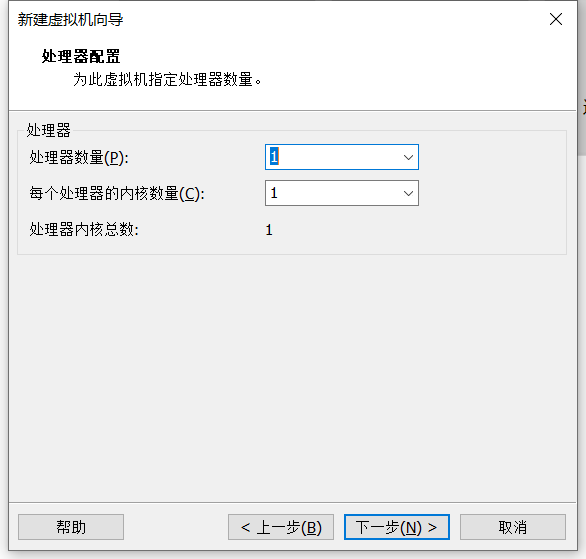 新建虚拟机向导
处理器配置
为此虚拟机指定处理器数量。
处理器
处理器数量(P): 1
每个处理器的内核数量(C): 1
处理器内核总数: 1
帮助 < 上一步(B) 下一步(N) > 取消